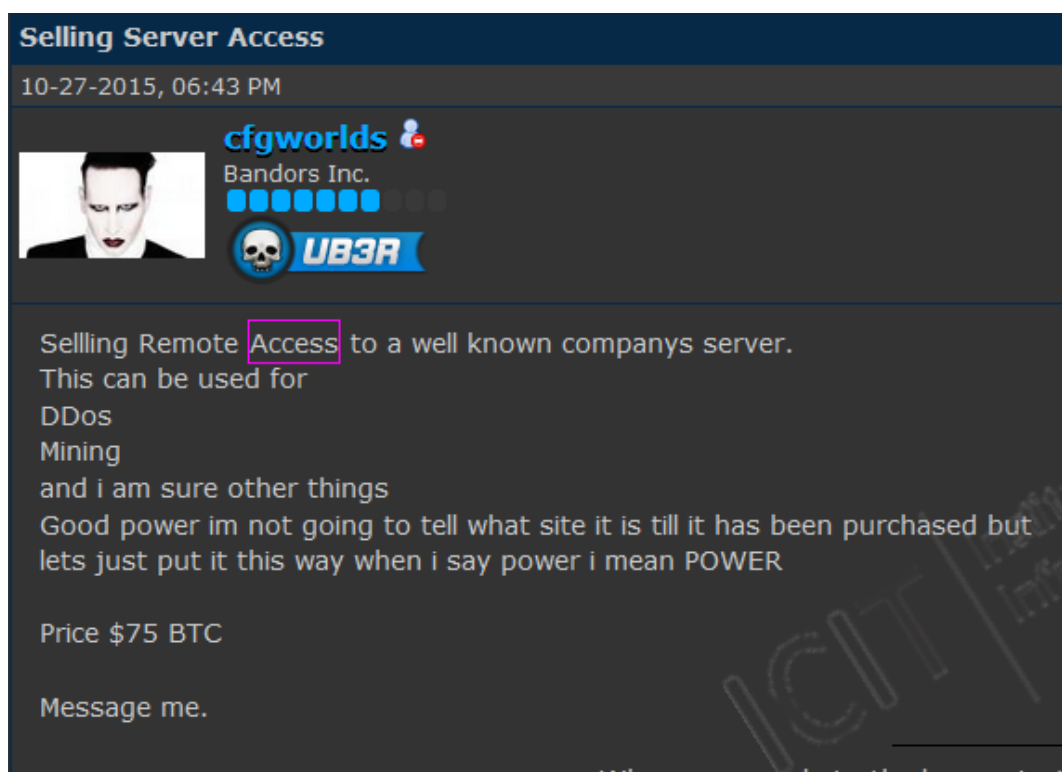 Selling Server Access
10-27-2015, 06:43 PM
cfgworlds
Bandors Inc.
UB3R
Sellling Remote Access to a well known companys server.
This can be used for
DDos
Mining
and i am sure other things
Good power im not going to tell what site it is till it has been purchased but
lets just put it this way when i say power i mean POWER
Price $75 BTC
Message me.
ICIT